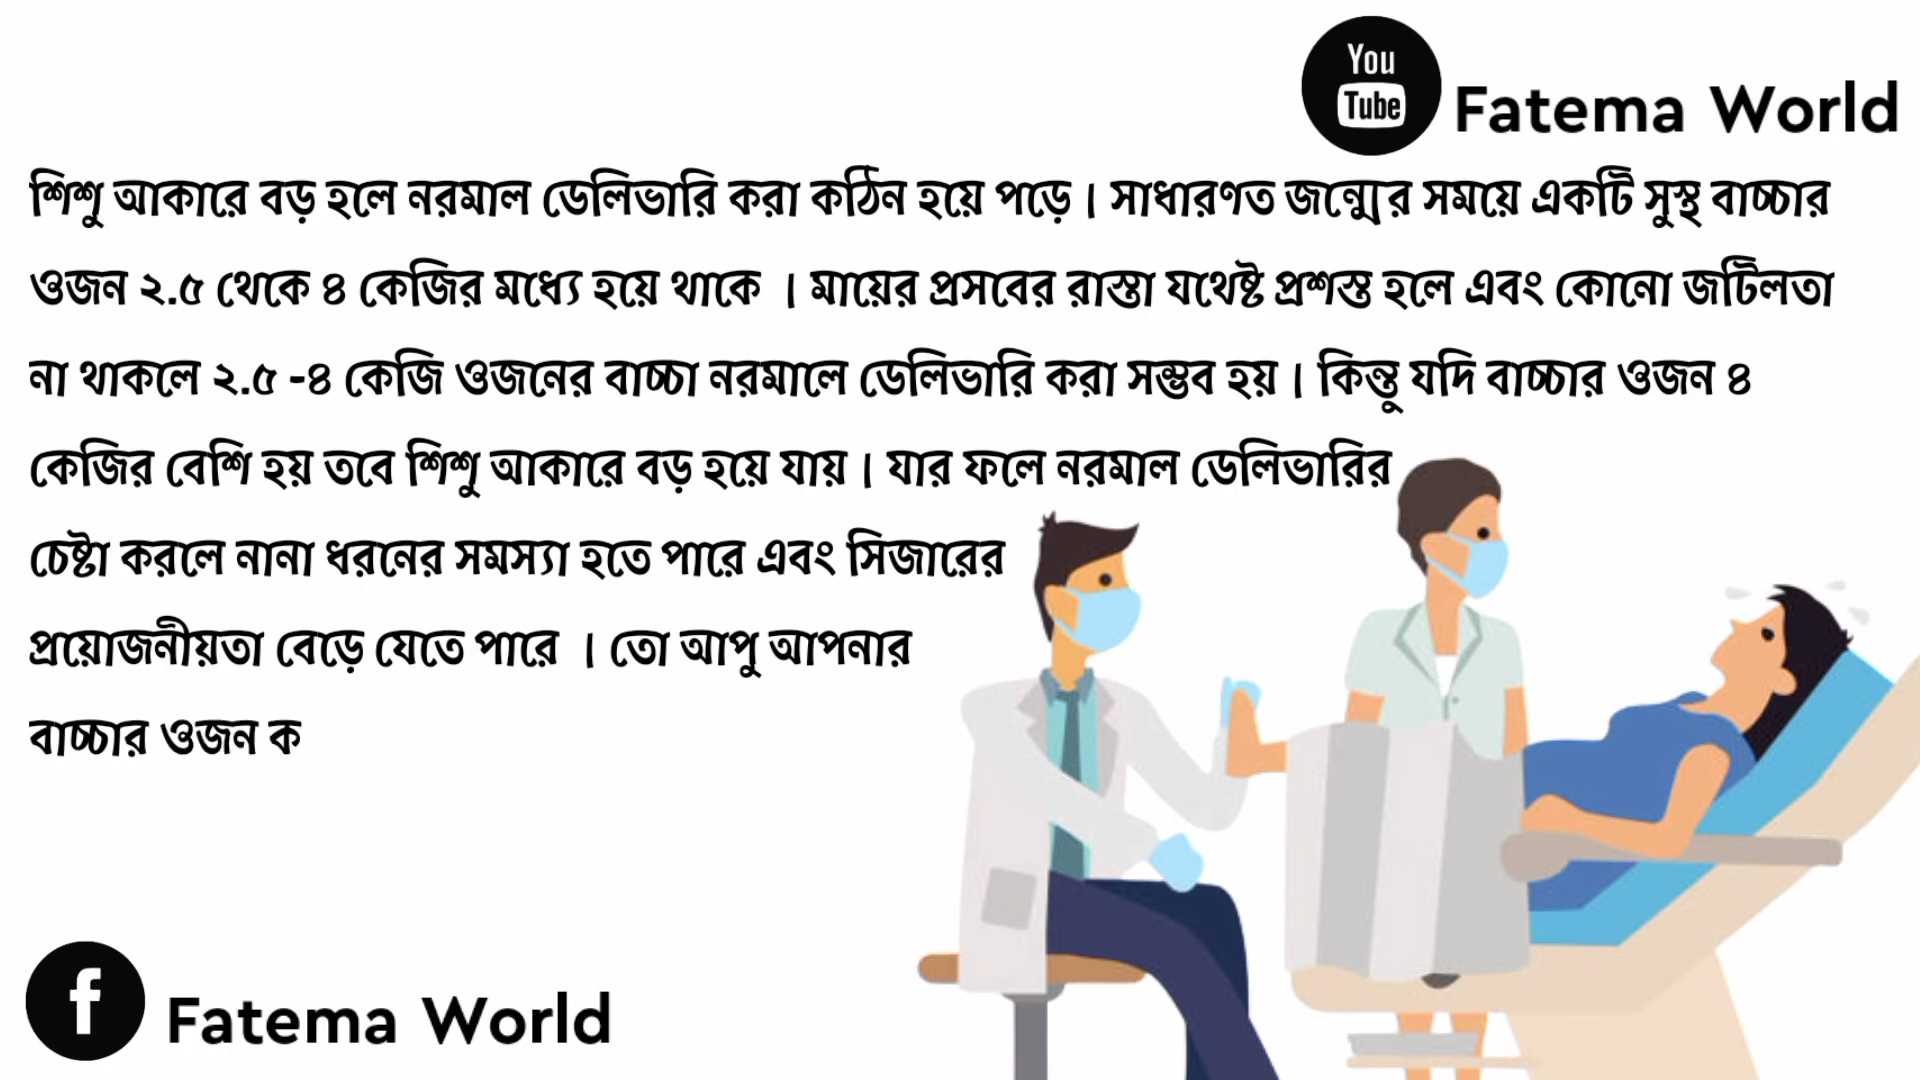 You
Tube
Fatema World
শিশু আকারে বড় হলে নরমাল ডেলিভারি করা কঠিন হয়ে পড়ে । সাধারণত জন্মের সময়ে একটি সুস্থ বাচ্চার
ওজন ২.৫ থেকে ৪ কেজির মধ্যে হয়ে থাকে । মায়ের প্রসবের রাস্তা যথেষ্ট প্রশস্ত হলে এবং কোনো জটিলতা
না থাকলে ২.৫ -৪ কেজি ওজনের বাচ্চা নরমালে ডেলিভারি করা সম্ভব হয় । কিন্তু যদি বাচ্চার ওজন ৪
কেজির বেশি হয় তবে শিশু আকারে বড় হয়ে যায় । যার ফলে নরমাল ডেলিভারির
চেষ্টা করলে নানা ধরনের সমস্যা হতে পারে এবং সিজারের
প্রয়োজনীয়তা বেড়ে যেতে পারে । তো আপু আপনার
বাচ্চার ওজন ক
f Fatema World